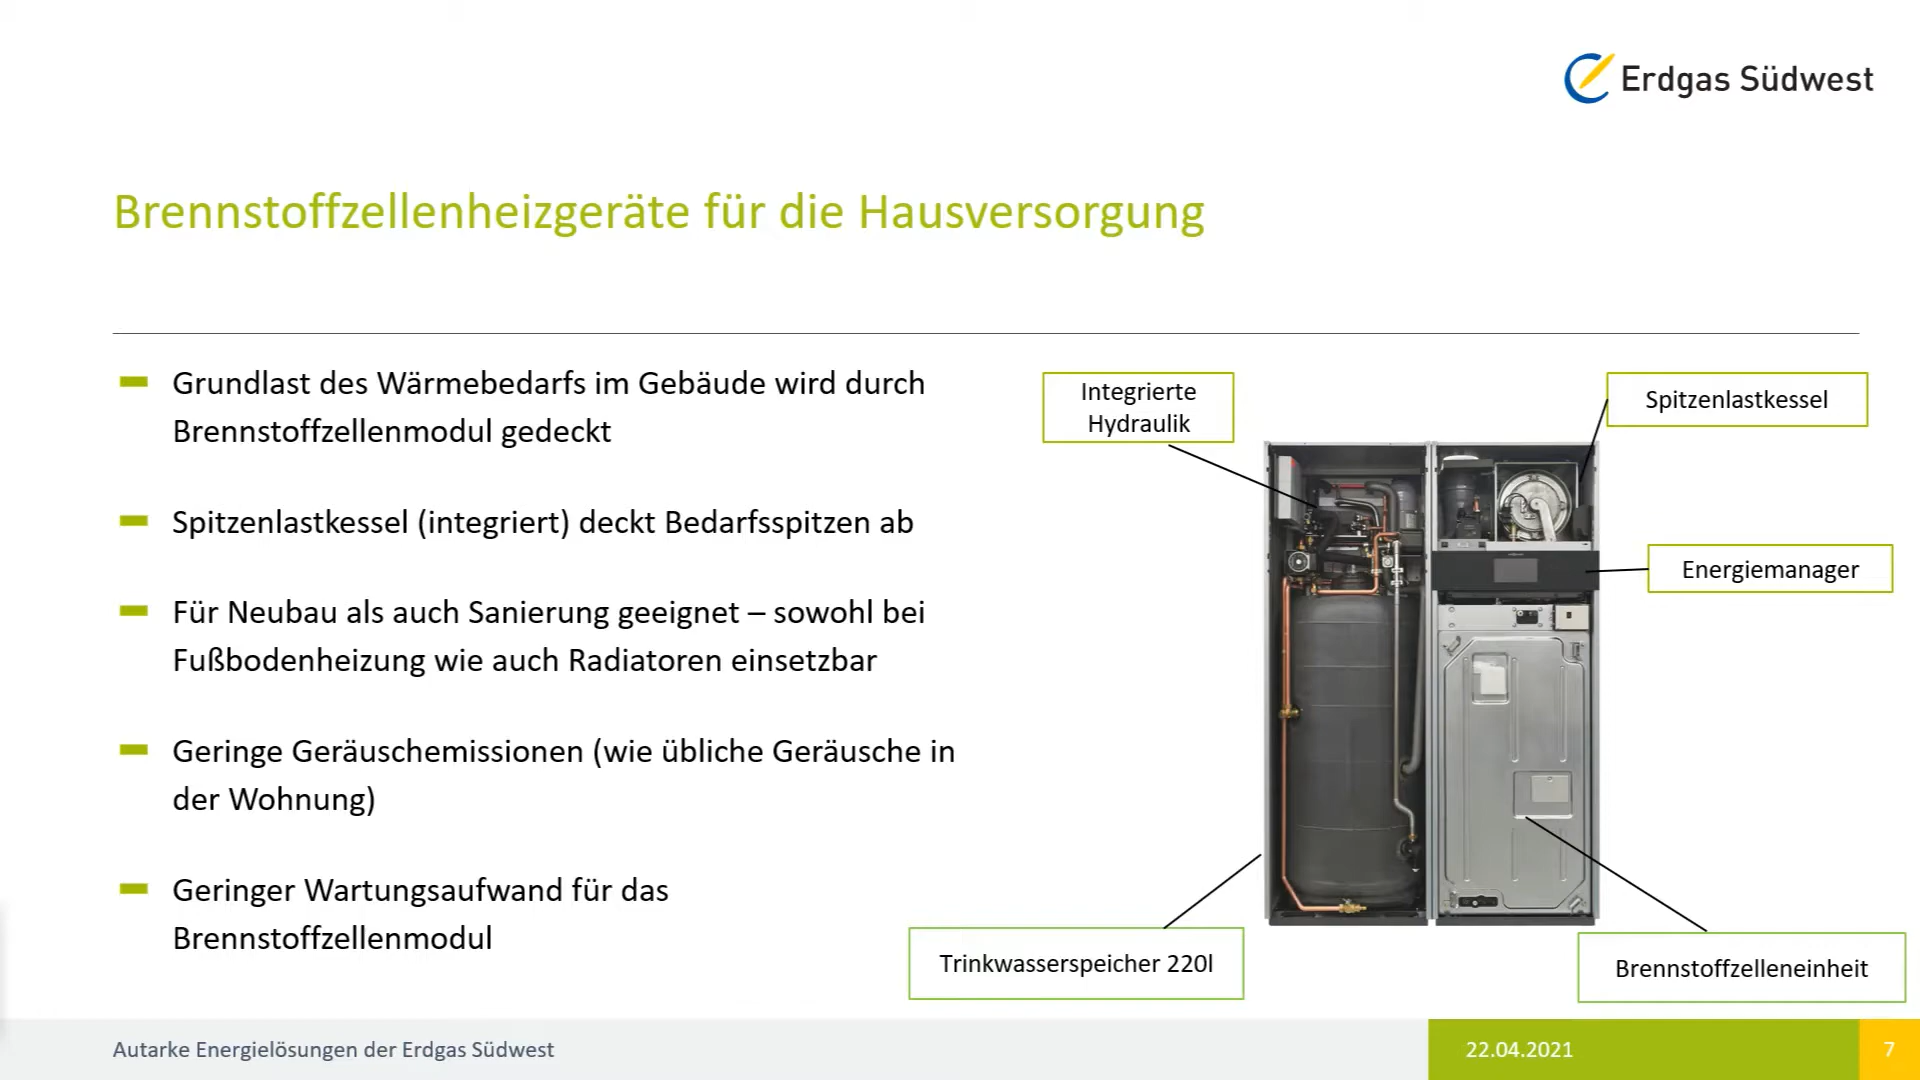 Erdgas Südwest
Brennstoffzellenheizgeräte für die Hausversorgung
Grundlast des Wärmebedarfs im Gebäude wird durch
Brennstoffzellenmodul gedeckt
Spitzenlastkessel (integriert) deckt Bedarfsspitzen ab
Für Neubau als auch Sanierung geeignet – sowohl bei
Fußbodenheizung wie auch Radiatoren einsetzbar
Geringe Geräuschemissionen (wie übliche Geräusche in
der Wohnung)
Geringer Wartungsaufwand für das
Brennstoffzellenmodul
Integrierte
Hydraulik
Spitzenlastkessel
Energiemanager
Trinkwasserspeicher 220l
Brennstoffzelleneinheit
Autarke Energielösungen der Erdgas Südwest
22.04.2021
7